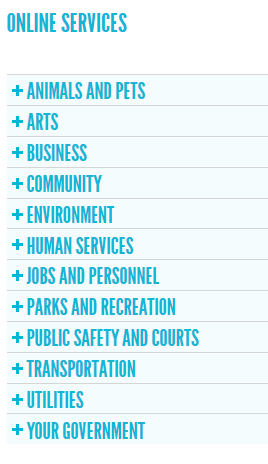 ONLINE SERVICES
+ ANIMALS AND PETS
+ ARTS
+ BUSINESS
+ COMMUNITY
+ ENVIRONMENT
+ HUMAN SERVICES
+ JOBS AND PERSONNEL
+ PARKS AND RECREATION
+ PUBLIC SAFETY AND COURTS
+ TRANSPORTATION
+ UTILITIES
+ YOUR GOVERNMENT